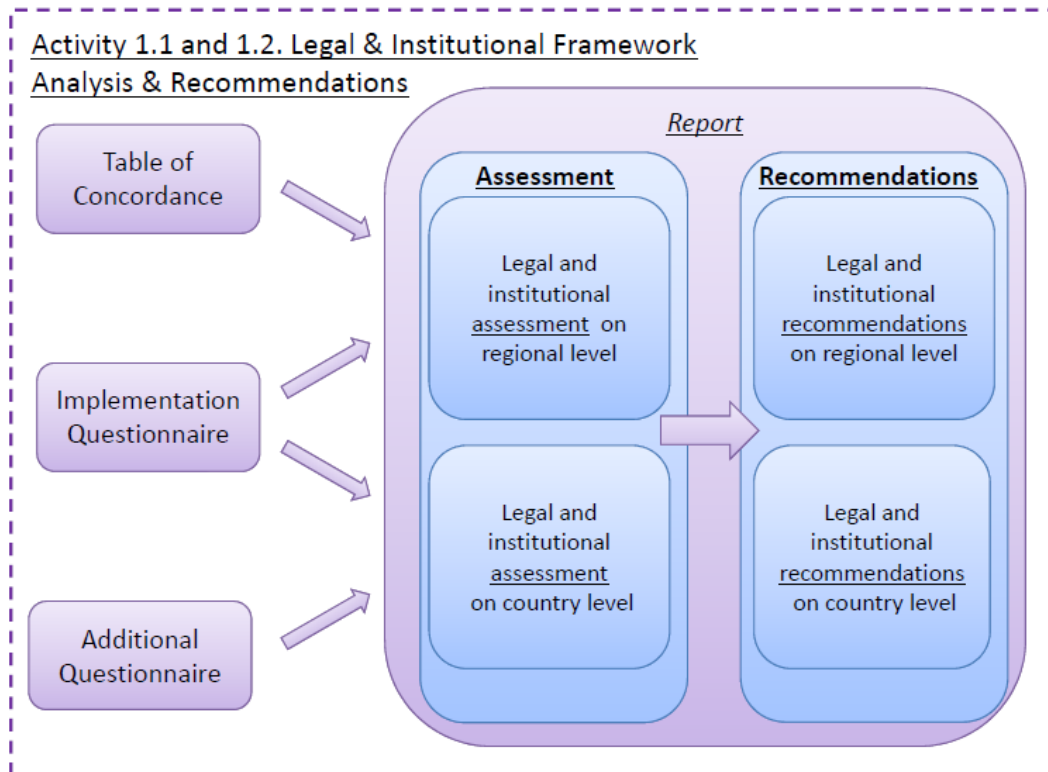 Activity 1.1 and 1.2. Legal & Institutional Framework
Analysis & Recommendations
Table of
Concordance
Implementation
Questionnaire
Additional
Questionnaire
Report
Assessment
Legal and
institutional
assessment on
regional level
Legal and
institutional
assessment
on country level
Recommendations
Legal and
institutional
recommendations
on regional level
Legal and
institutional
recommendations
on country level